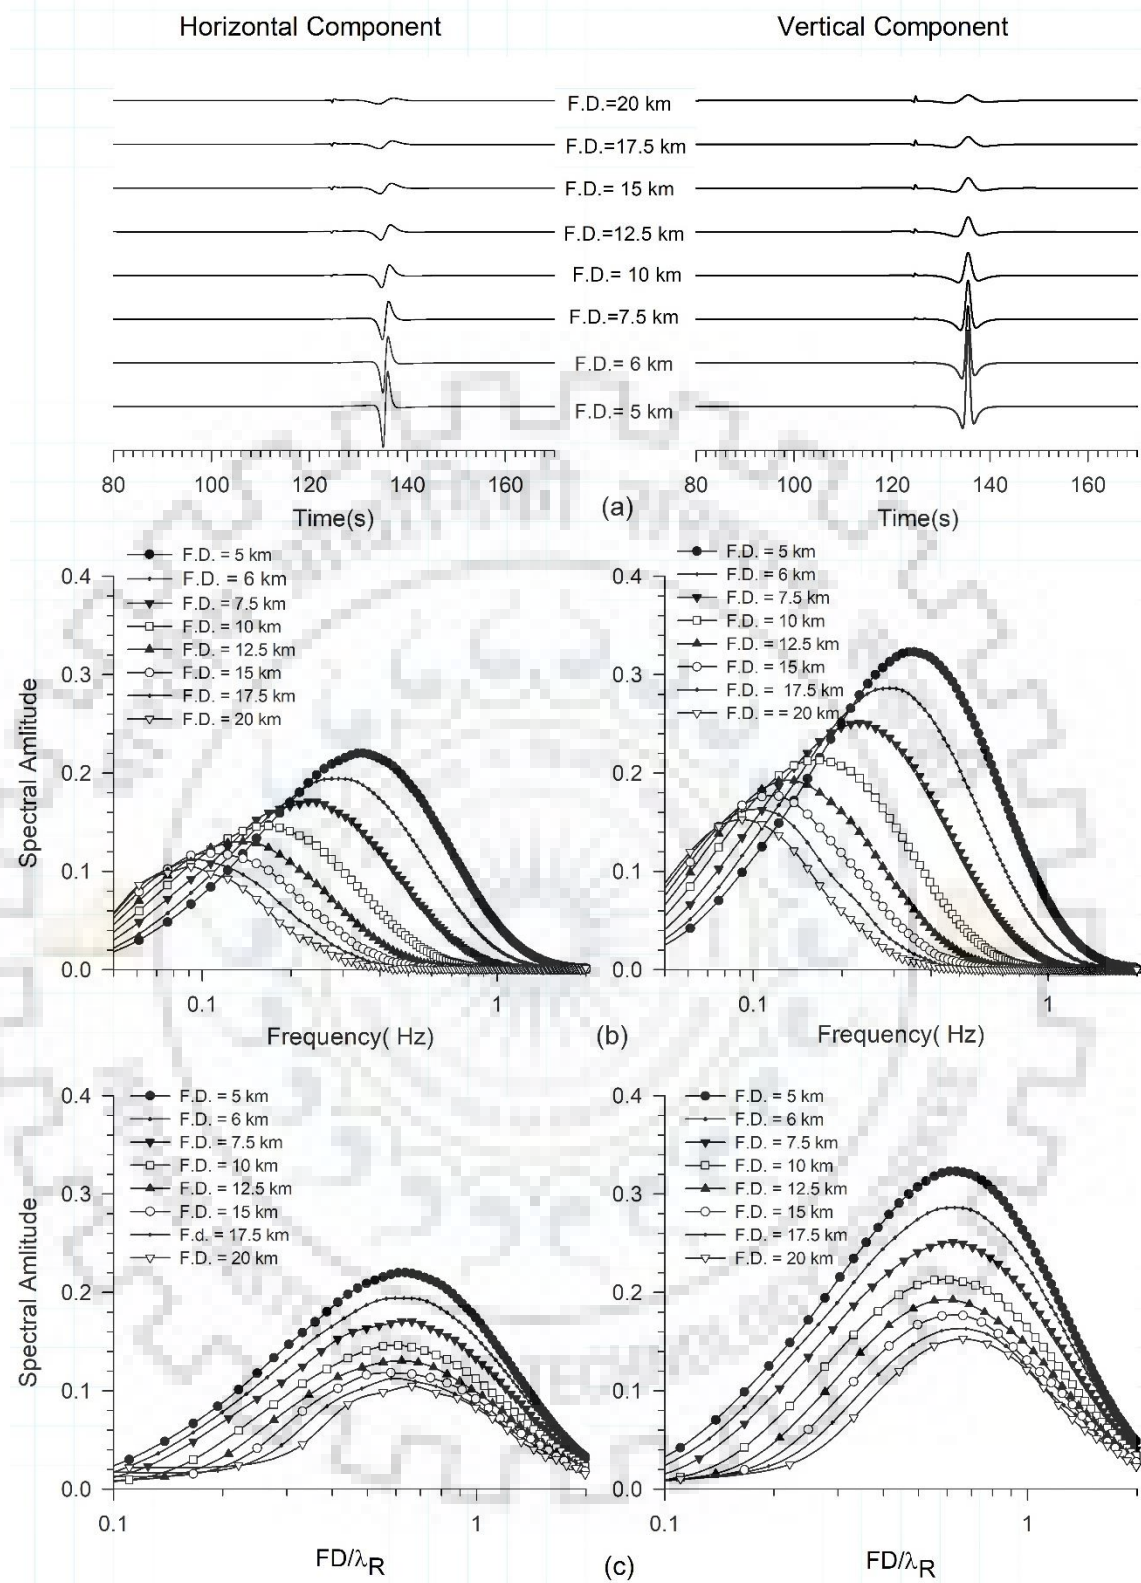 Horizontal Component
Vertical Component
F.D.=20 km
F.D.=17.5 km
F.D.= 15 km
F.D.=12.5 km
F.D.= 10 km
F.D.=7.5 km
F.D.= 6 km
F.D.= 5 km
80 100 120 140 160
80 100 120 140 160
Time(s)
(a)
Time(s)
F.D. = 5 km
F.D. = 6 km
F.D. = 7.5 km
F.D. = 10 km
F.D. = 12.5 km
F.D. = 15 km
F.D. = 17.5 km
F.D. = 20 km
F.D. = 5 km
F.D. = 6 km
F.D. = 7.5 km
F.D. = 10 km
F.D. = 12.5 km
F.D. = 15 km
F.D. = 17.5 km
F.D. = = 20 km
Spectral Amlitude
0.4
0.3
0.2
0.1
0.0
0.4
0.3
0.2
0.1
0.0
0.1 1
0.1 1
Frequency( Hz)
(b)
Frequency( Hz)
F.D. = 5 km
F.D. = 6 km
F.D. = 7.5 km
F.D. = 10 km
F.D. = 12.5 km
F.D. = 15 km
F.d. = 17.5 km
F.D. = 20 km
F.D. = 5 km
F.D. = 6 km
F.D. = 7.5 km
F.D. = 10 km
F.D. = 12.5 km
F.D. = 15 km
F.D. = 17.5 km
F.D. = 20 km
Spectral Amlitude
0.4
0.3
0.2
0.1
0.0
0.4
0.3
0.2
0.1
0.0
0.1 1
0.1 1
FD/λR
(c)
FD/λR